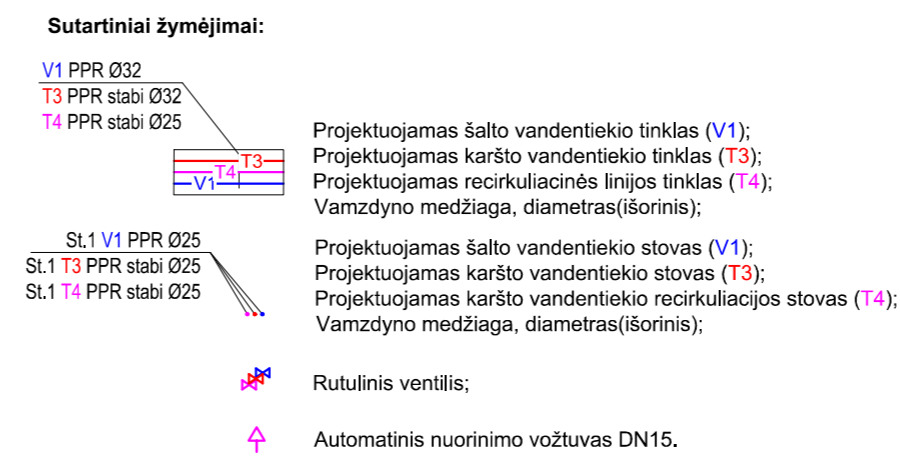 Sutartiniai žymėjimai:
V1 PPR Ø32
T3 PPR stabi Ø32
T4 PPR stabi Ø25
T3
T4
V1
Projektuojamas šalto vandentiekio tinklas (V1);
Projektuojamas karšto vandentiekio tinklas (T3);
Projektuojamas recirkuliacinės linijos tinklas (T4);
Vamzdyno medžiaga, diametras(išorinis);
St.1 V1 PPR Ø25
St.1 T3 PPR stabi Ø25
St.1 T4 PPR stabi Ø25
Projektuojamas šalto vandentiekio stovas (V1);
Projektuojamas karšto vandentiekio stovas (T3);
Projektuojamas karšto vandentiekio recirkuliacijos stovas (T4);
Vamzdyno medžiaga, diametras(išorinis);
Rutulinis ventilis;
Automatinis nuorinimo vožtuvas DN15.